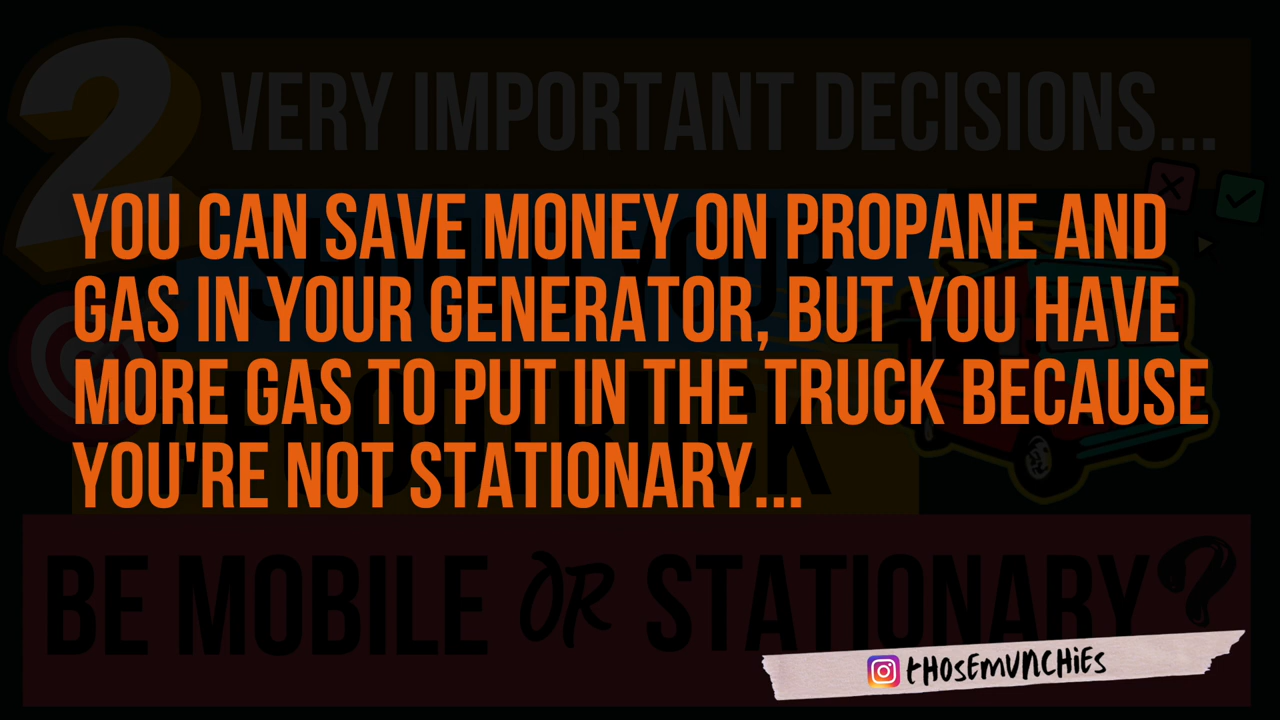 2 VERY IMPORTANT DECISIONS...
YOU CAN SAVE MONEY ON PROPANE AND
GAS IN YOUR GENERATOR, BUT YOU HAVE
MORE GAS TO PUT IN THE TRUCK BECAUSE
YOU'RE NOT STATIONARY...
BE MOBILE OR STATIONARY?
tHOSEMUNCHiES